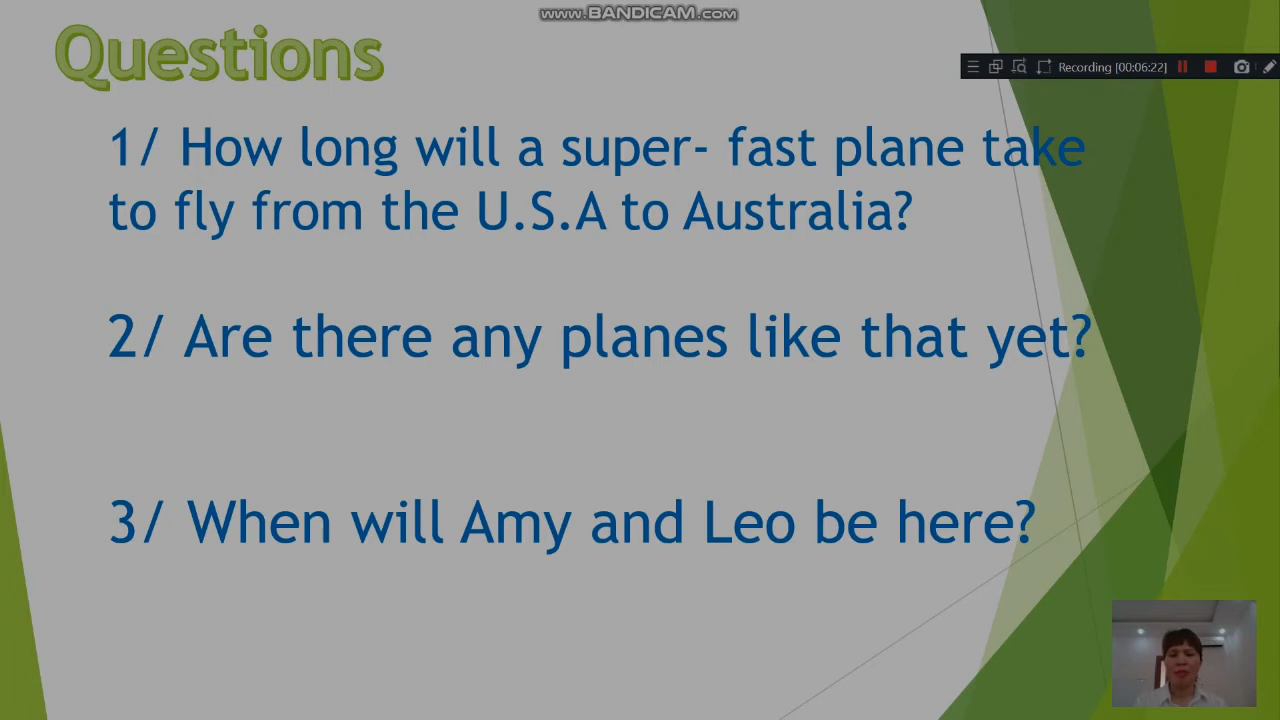 www.BANDICAM.com
Questions
Recording [00:06:22]
1/ How long will a super- fast plane take
to fly from the U.S.A to Australia?
2/ Are there any planes like that yet?
3/ When will Amy and Leo be here?